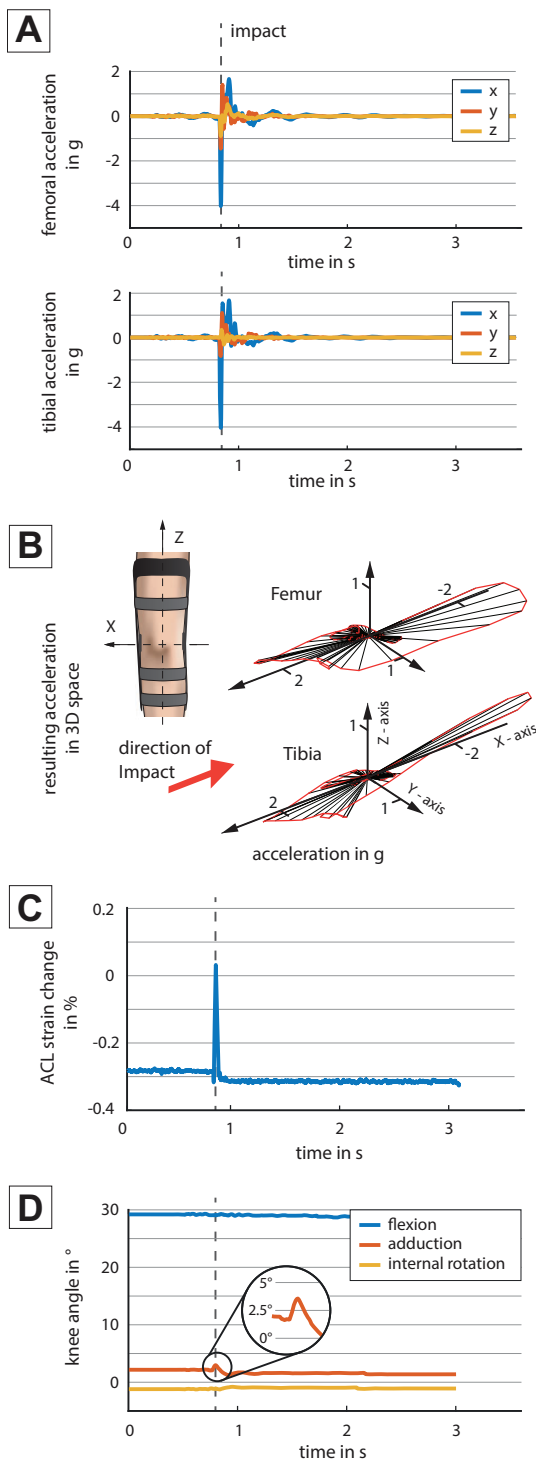 A
impact
femoral acceleration
in g
2
0
-2
-4
x
y
z
0
1
2
3
time in s
tibial acceleration
in g
2
0
-2
-4
x
y
z
0
1
2
3
time in s
B
resulting acceleration
in 3D space
Z
X
direction of
Impact
Femur
1
-2
2
1
Tibia
1
Z - axis
X - axis
-2
2
1
Y - axis
acceleration in g
C
ACL strain change
in %
0.2
0
-0.2
-0.4
0
1
2
3
time in s
D
knee angle in °
30
20
10
0
flexion
adduction
internal rotation
5°
2.5°
0°
0
1
2
3
time in s